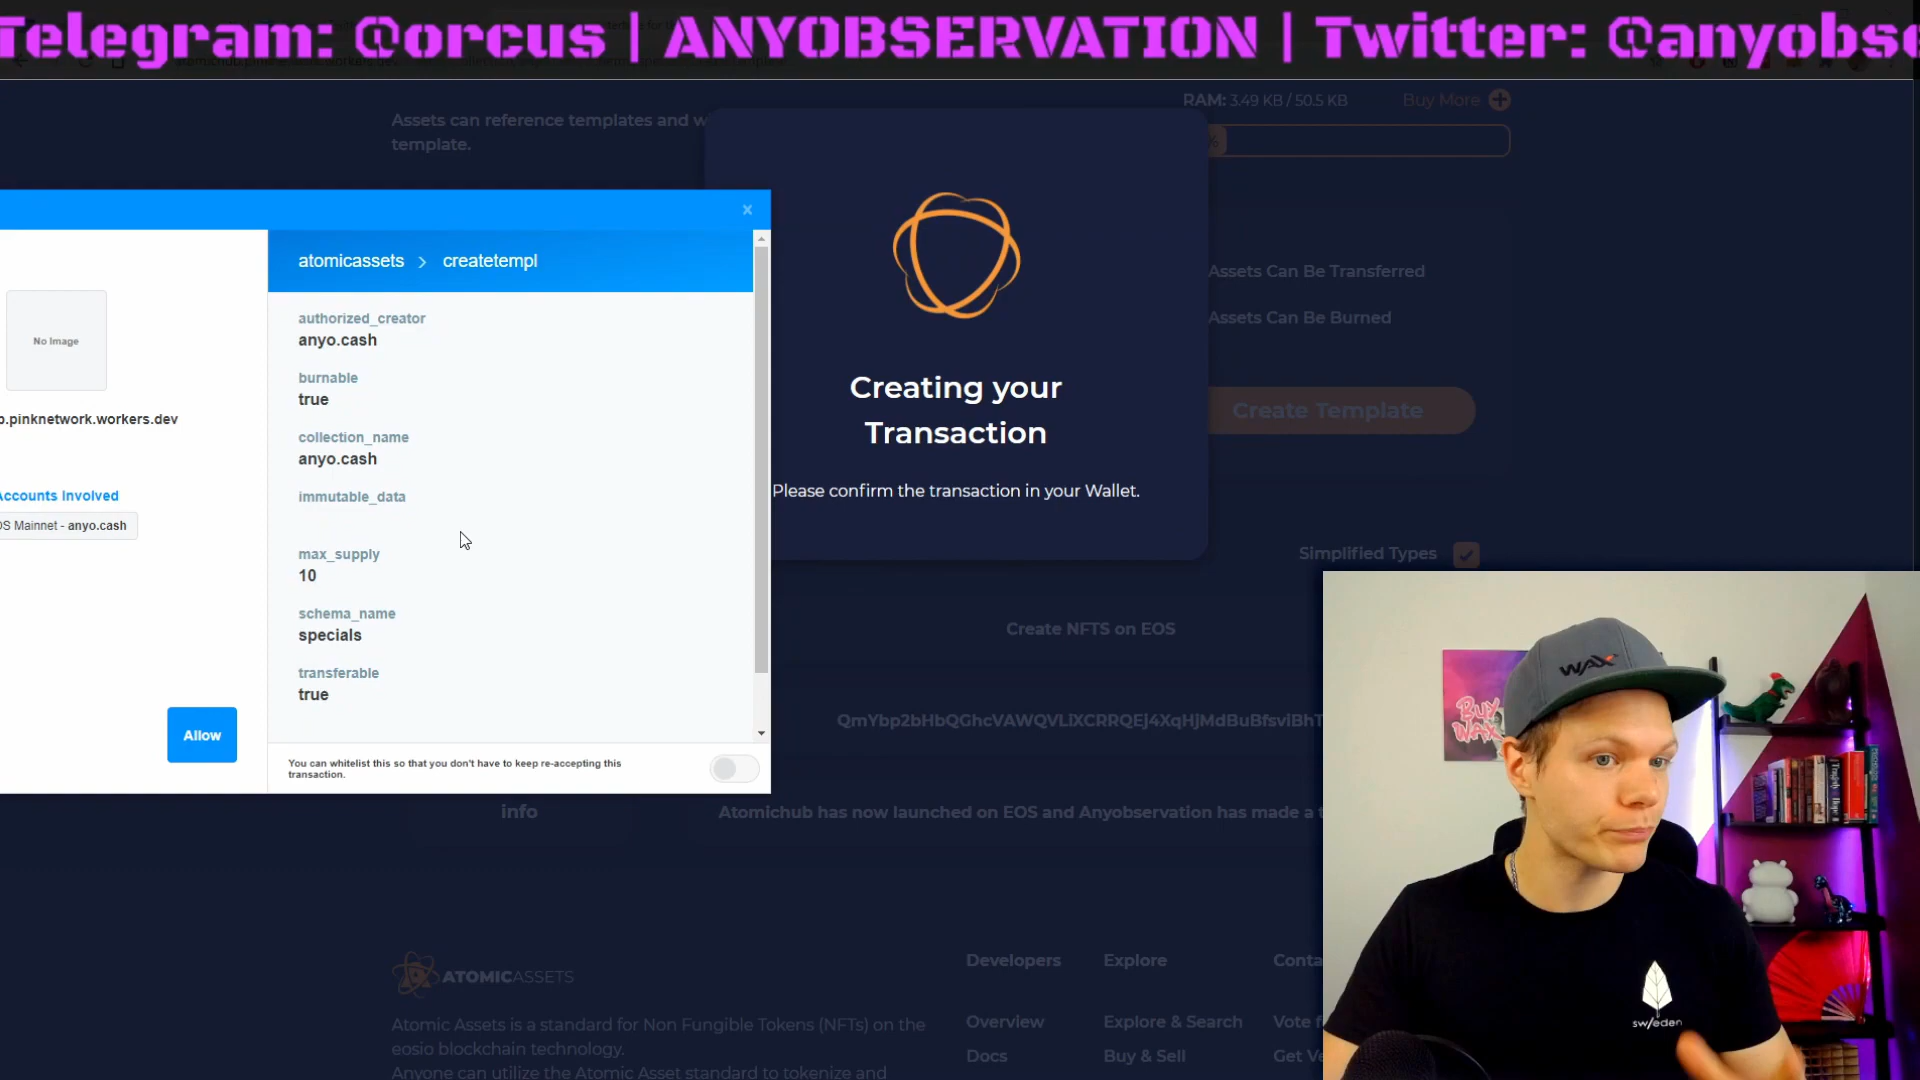 Telegram: @orcus | ANYOBSERVATION | Twitter: @anyobse
RAM: 3.49 KB / 50.5 KB
Buy More
Assets can reference templates and w
template.
%
x
atomicassets > createtempl
authorized_creator
anyo.cash
burnable
true
collection_name
anyo.cash
immutable_data
max_supply
10
schema_name
specials
transferable
true
No Image
b.pinknetwork.workers.dev
Accounts Involved
OS Mainnet - anyo.cash
Allow
You can whitelist this so that you don't have to keep re-accepting this
transaction.
Creating your
Transaction
Please confirm the transaction in your Wallet.
Assets Can Be Transferred
Assets Can Be Burned
Create Template
Simplified Types
Create NFTS on EOS
info
Atomichub has now launched on EOS and Anyobservation has made a t
ATOMICASSETS
Atomic Assets is a standard for Non Fungible Tokens (NFTs) on the
eosio blockchain technology.
Anyone can utilize the Atomic Asset standard to tokenize and
Developers
Overview
Docs
Explore
Explore & Search
Buy & Sell
Conta
Vote f
Get Ve
BUY
WAX
WAX
sw/eden